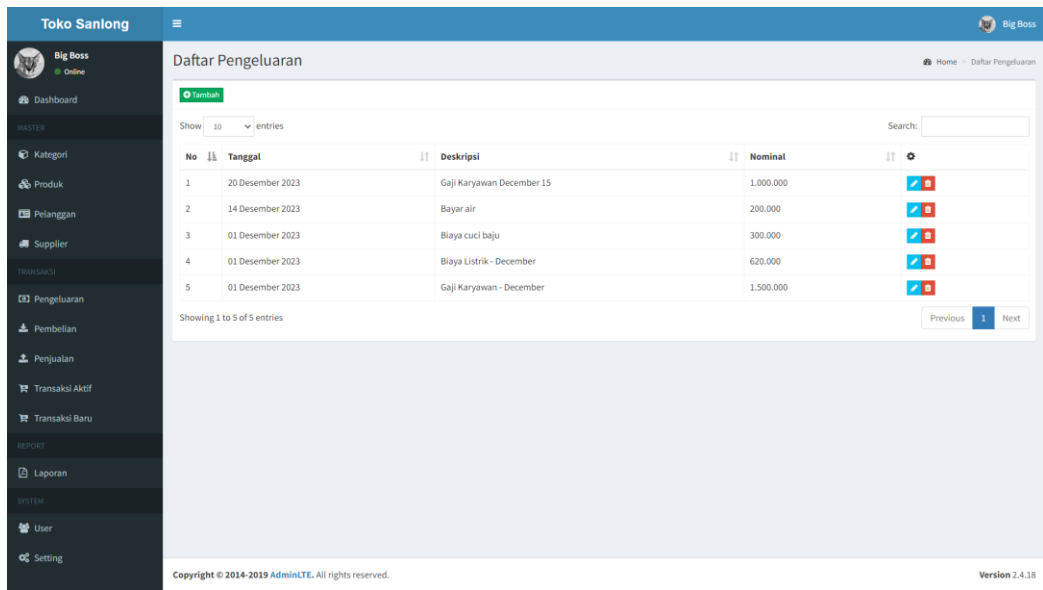 Toko Sanlong
Big Boss
Big Boss
Online
Daftar Pengeluaran
Home > Daftar Pengeluaran
Dashboard
MASTER
Kategori
Produk
Pelanggan
Supplier
TRANSAKSI
Pengeluaran
Pembelian
Penjualan
Transaksi Aktif
Transaksi Baru
REPORT
Laporan
SYSTEM
User
Setting
Tambah
Show 10 entries
Search:
No Tanggal Deskripsi Nominal
1 20 Desember 2023 Gaji Karyawan December 15 1.000.000
2 14 Desember 2023 Bayar air 200.000
3 01 Desember 2023 Biaya cuci baju 300.000
4 01 Desember 2023 Biaya Listrik - December 620.000
5 01 Desember 2023 Gaji Karyawan - December 1.500.000
Showing 1 to 5 of 5 entries
Previous 1 Next
Copyright © 2014-2019 AdminLTE. All rights reserved.
Version 2.4.18